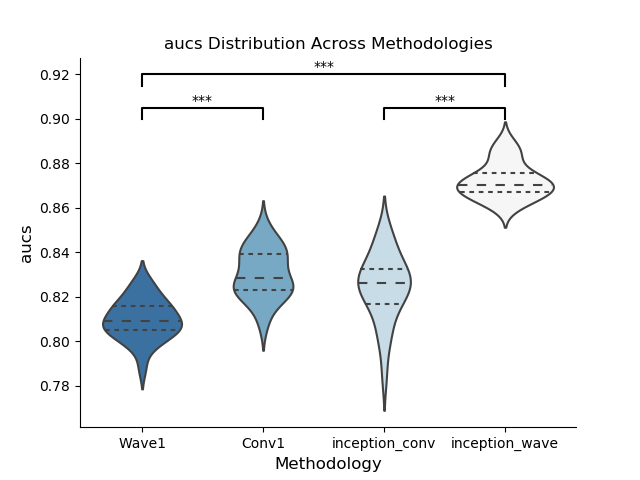 aucs Distribution Across Methodologies
***
***
***
0.92
0.90
0.88
0.86
0.84
0.82
0.80
0.78
aucs
Wave1
Conv1
inception_conv
inception_wave
Methodology